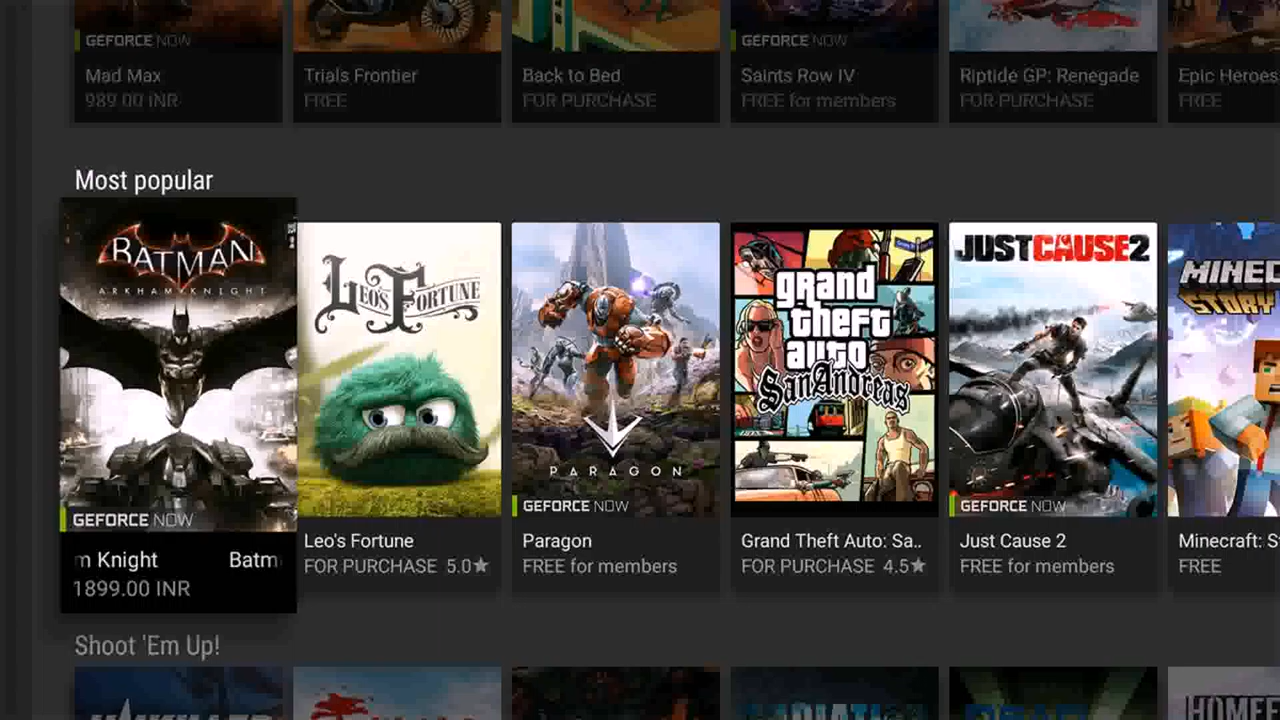 GEFORCE NOW
GEFORCE NOW
Mad Max
Trials Frontier
Back to Bed
Saints Row IV
Riptide GP: Renegade
Epic Heroes
989.00 INR
FREE
FOR PURCHASE
FREE for members
FOR PURCHASE
FREE
Most popular
BATMAN
ARKHAM KNIGHT
GEFORCE NOW
m Knight Batm
1899.00 INR
LEO'S FORTUNE
Leo's Fortune
FOR PURCHASE 5.0★
PARAGON
GEFORCE NOW
Paragon
FREE for members
grand
theft
auto
San Andreas
Grand Theft Auto: Sa..
FOR PURCHASE 4.5★
JUST CAUSE 2
GEFORCE NOW
Just Cause 2
FREE for members
MINEC
STORY
Minecraft: S
FREE
Shoot 'Em Up!